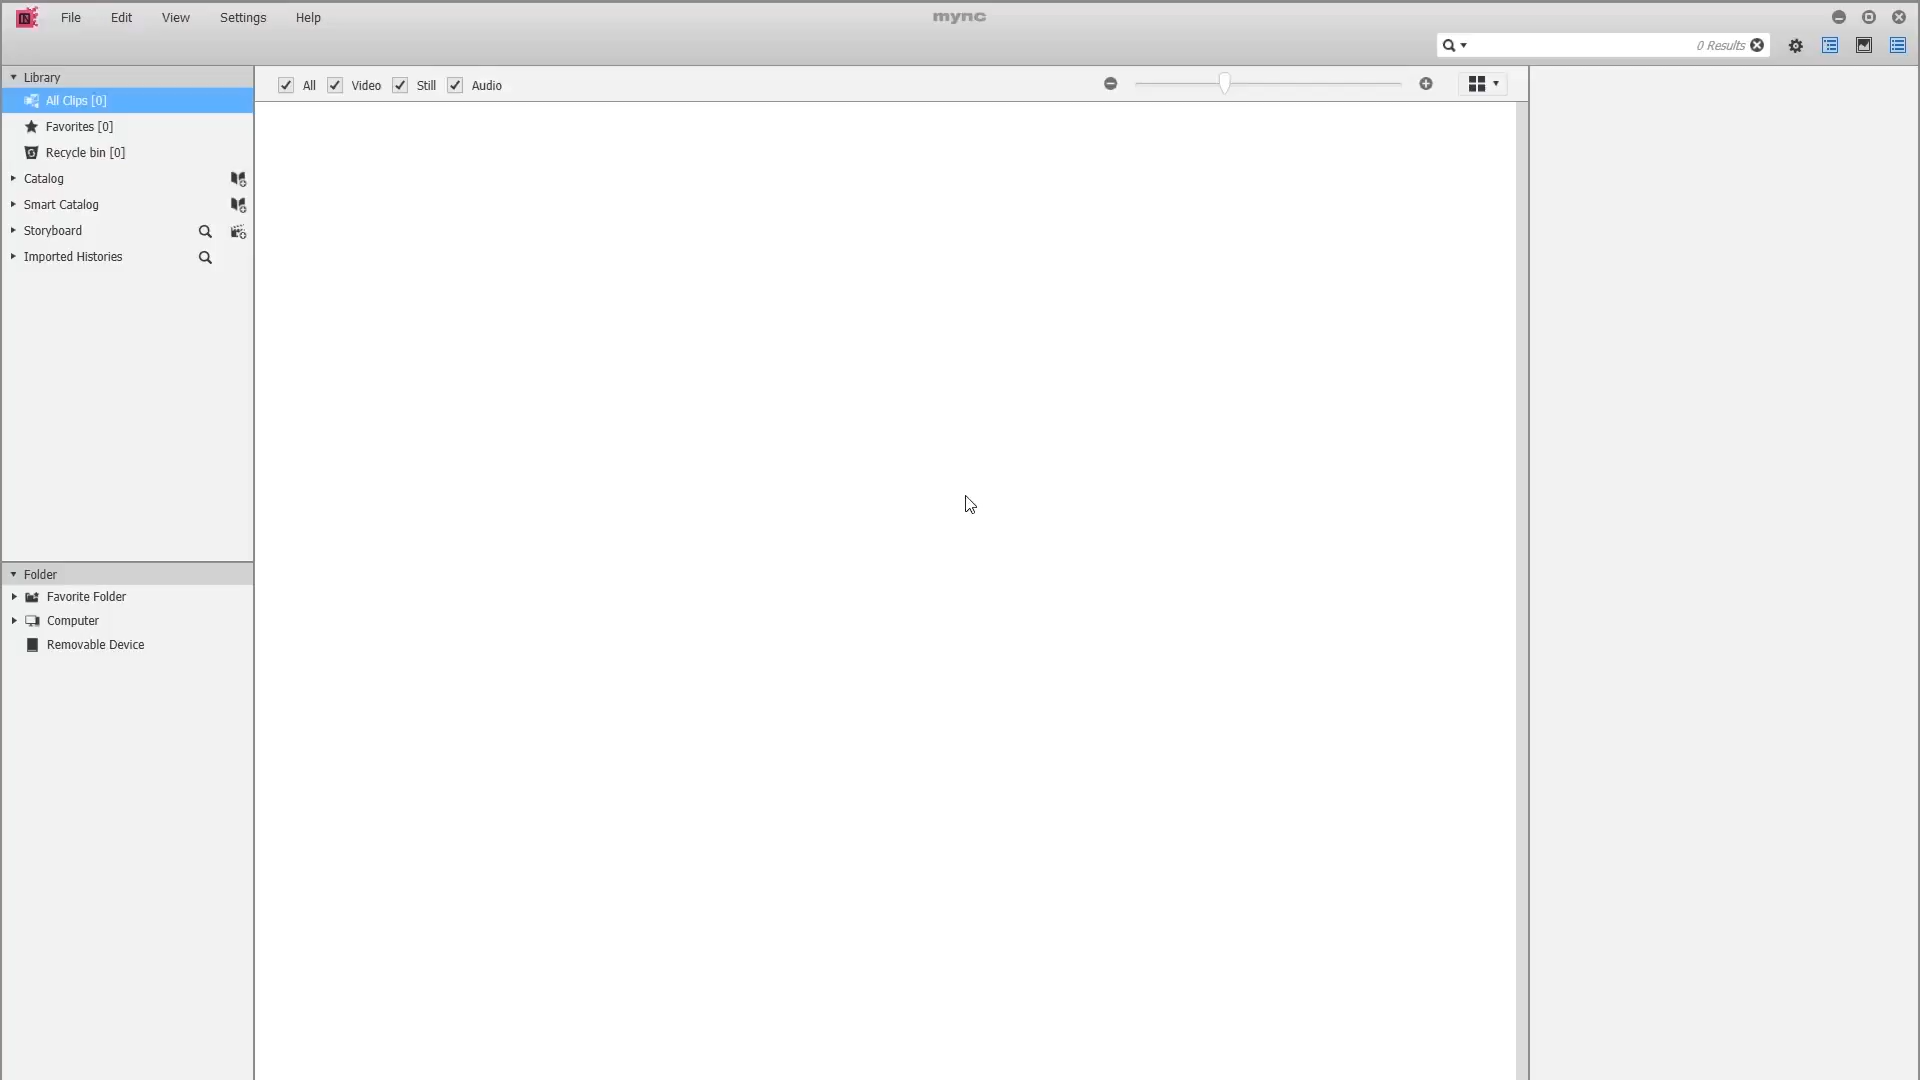 File Edit View Settings Help
mync
0 Results
Library
All Clips [0]
Favorites [0]
Recycle bin [0]
Catalog
Smart Catalog
Storyboard
Imported Histories
All Video Still Audio
Folder
Favorite Folder
Computer
Removable Device